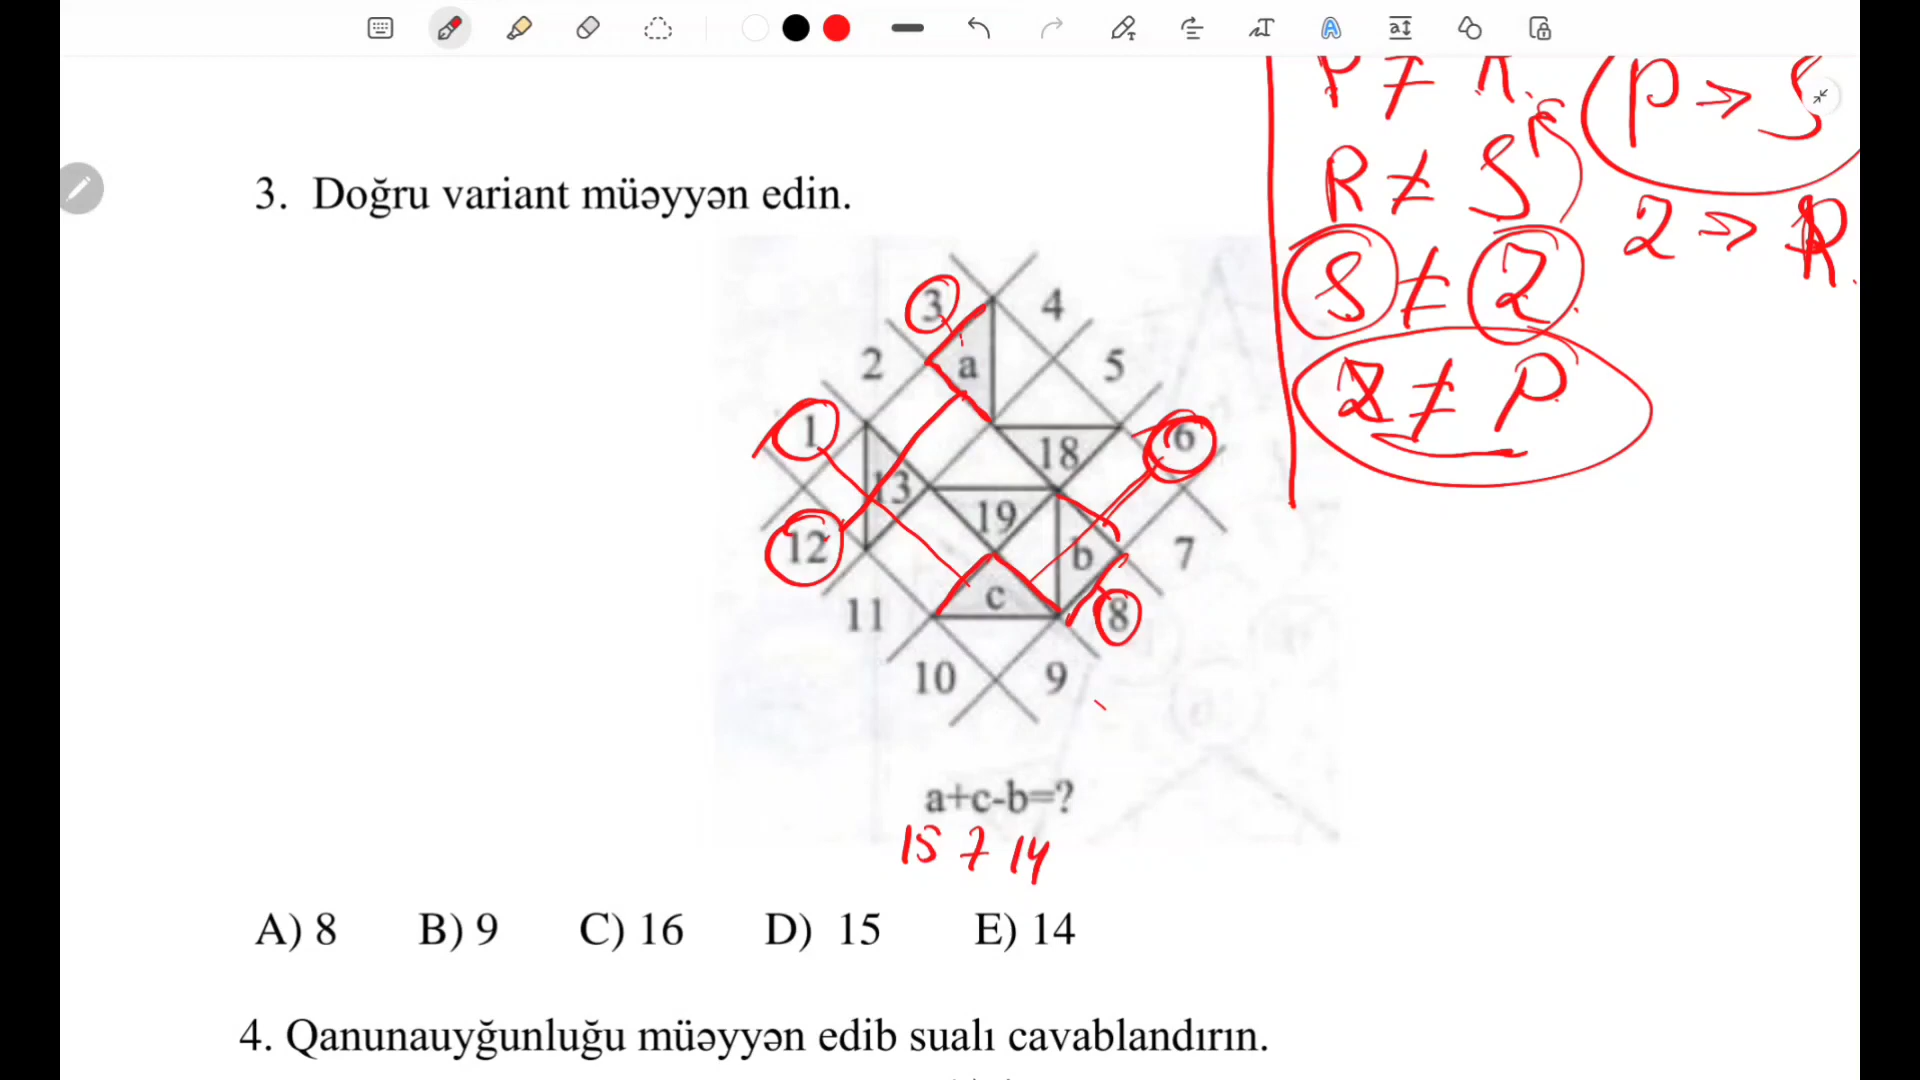 P ≠ R.
P => S
R ≠ S
Z => R.
S ≠ Z.
Z ≠ P
3. Doğru variant müəyyən edin.
3 4
2 a 5
1 18 6
13
19
12 b 7
c
11 8
10 9
a+c-b=?
15 7 14
A) 8 B) 9 C) 16 D) 15 E) 14
4. Qanunauyğunluğu müəyyən edib sualı cavablandırın.